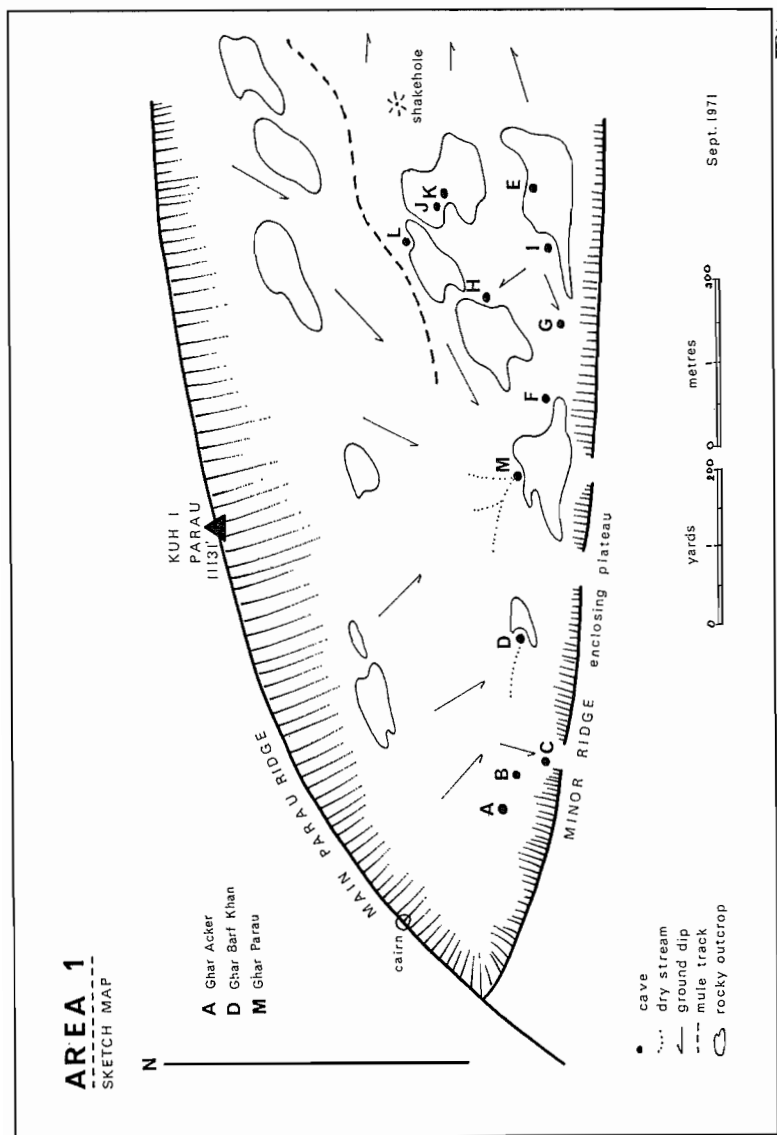 AREA 1
SKETCH MAP
N
A Ghar Acker
D Ghar Barf Khan
M Ghar Parau
KUH I
PARAU
11131'
MAIN PARAU RIDGE
cairn
shakehole
L
J K
H
E
I
G
F
M
D
C
B
A
MINOR RIDGE enclosing plateau
cave
dry stream
ground dip
mule track
rocky outcrop
0 200
yards
0 200
metres
Sept. 1971